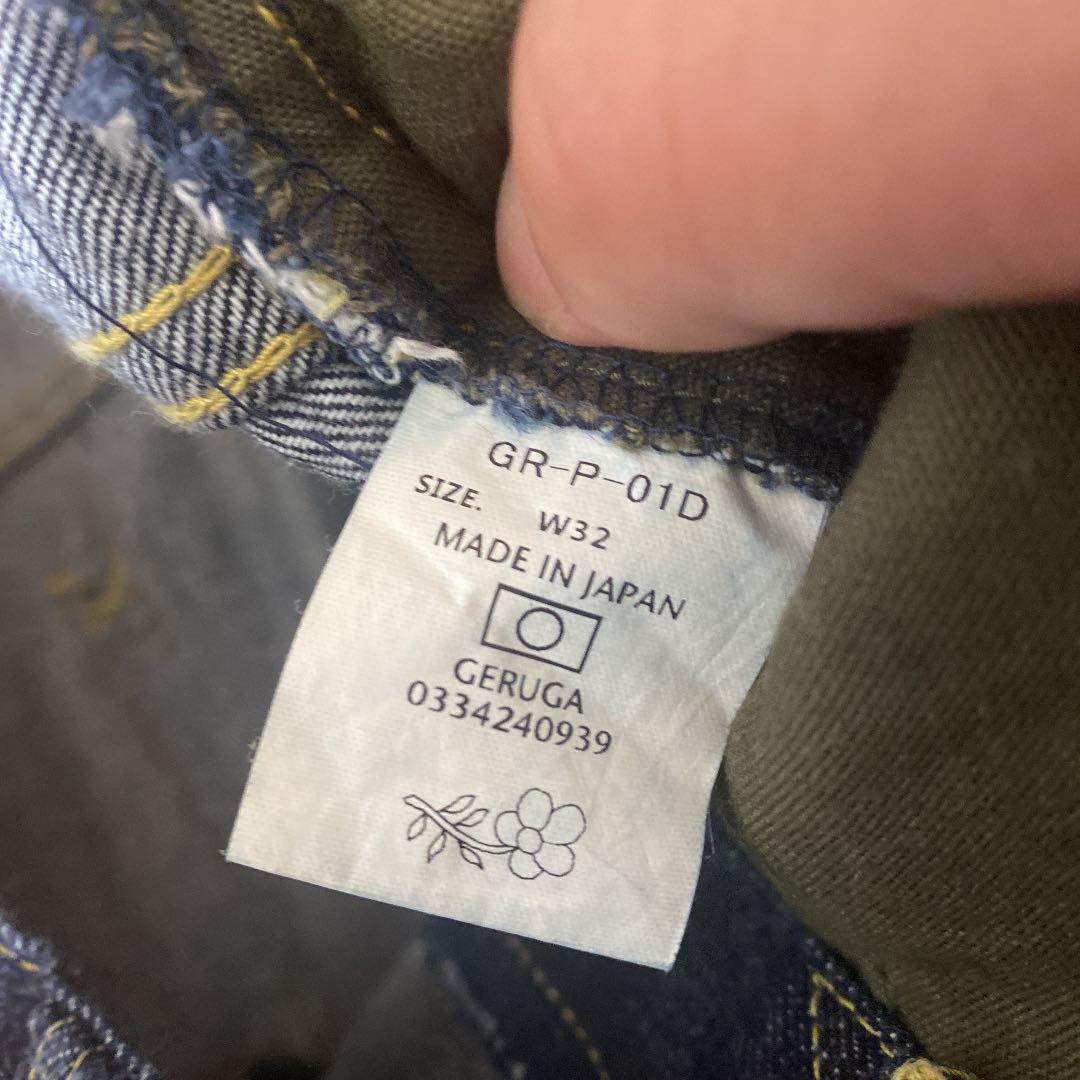 GR-P-01D
SIZE. W32
MADE IN JAPAN
GERUGA
0334240939